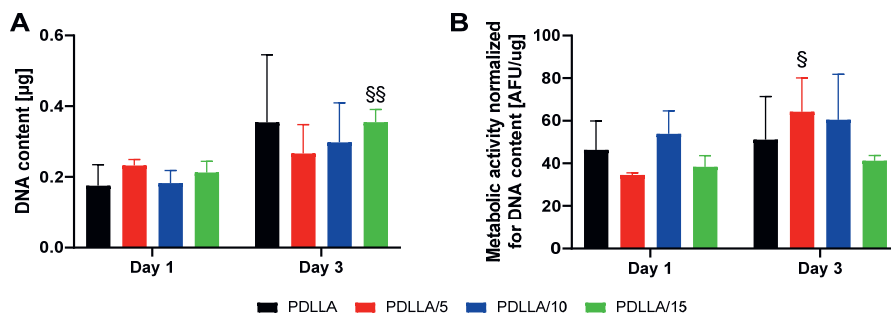 A
DNA content [µg]
0.6
0.4
0.2
0.0
§§
Day 1
Day 3
B
Metabolic activity normalized
for DNA content [AFU/ug]
100
80
60
40
20
0
§
Day 1
Day 3
PDLLA
PDLLA/5
PDLLA/10
PDLLA/15